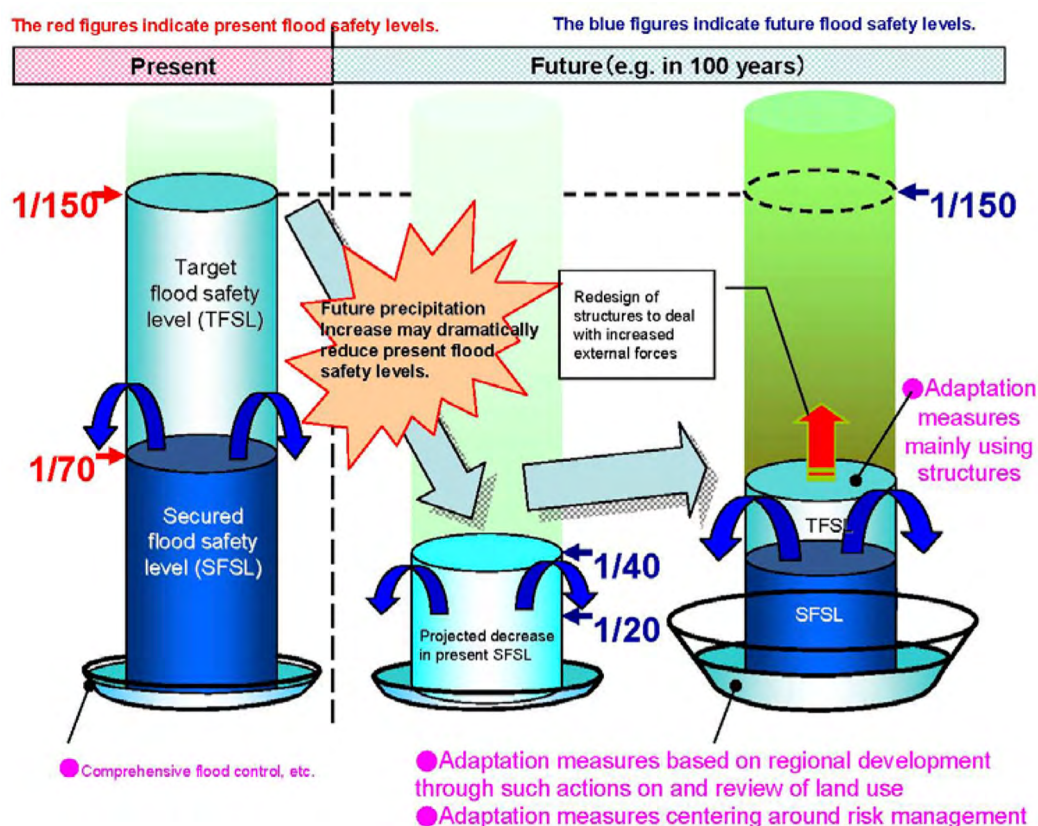 The red figures indicate present flood safety levels.
The blue figures indicate future flood safety levels.
Present
Future(e.g. in 100 years)
1/150
1/150
Target
flood safety
level (TFSL)
Future precipitation
Increase may dramatically
reduce present flood
safety levels.
Redesign of
structures to deal
with increased
external forces
Adaptation
measures
mainly using
structures
1/70
Secured
flood safety
level (SFSL)
TFSL
1/40
1/20
Projected decrease
in present SFSL
SFSL
Comprehensive flood control, etc.
Adaptation measures based on regional development
through such actions on and review of land use
Adaptation measures centering around risk management